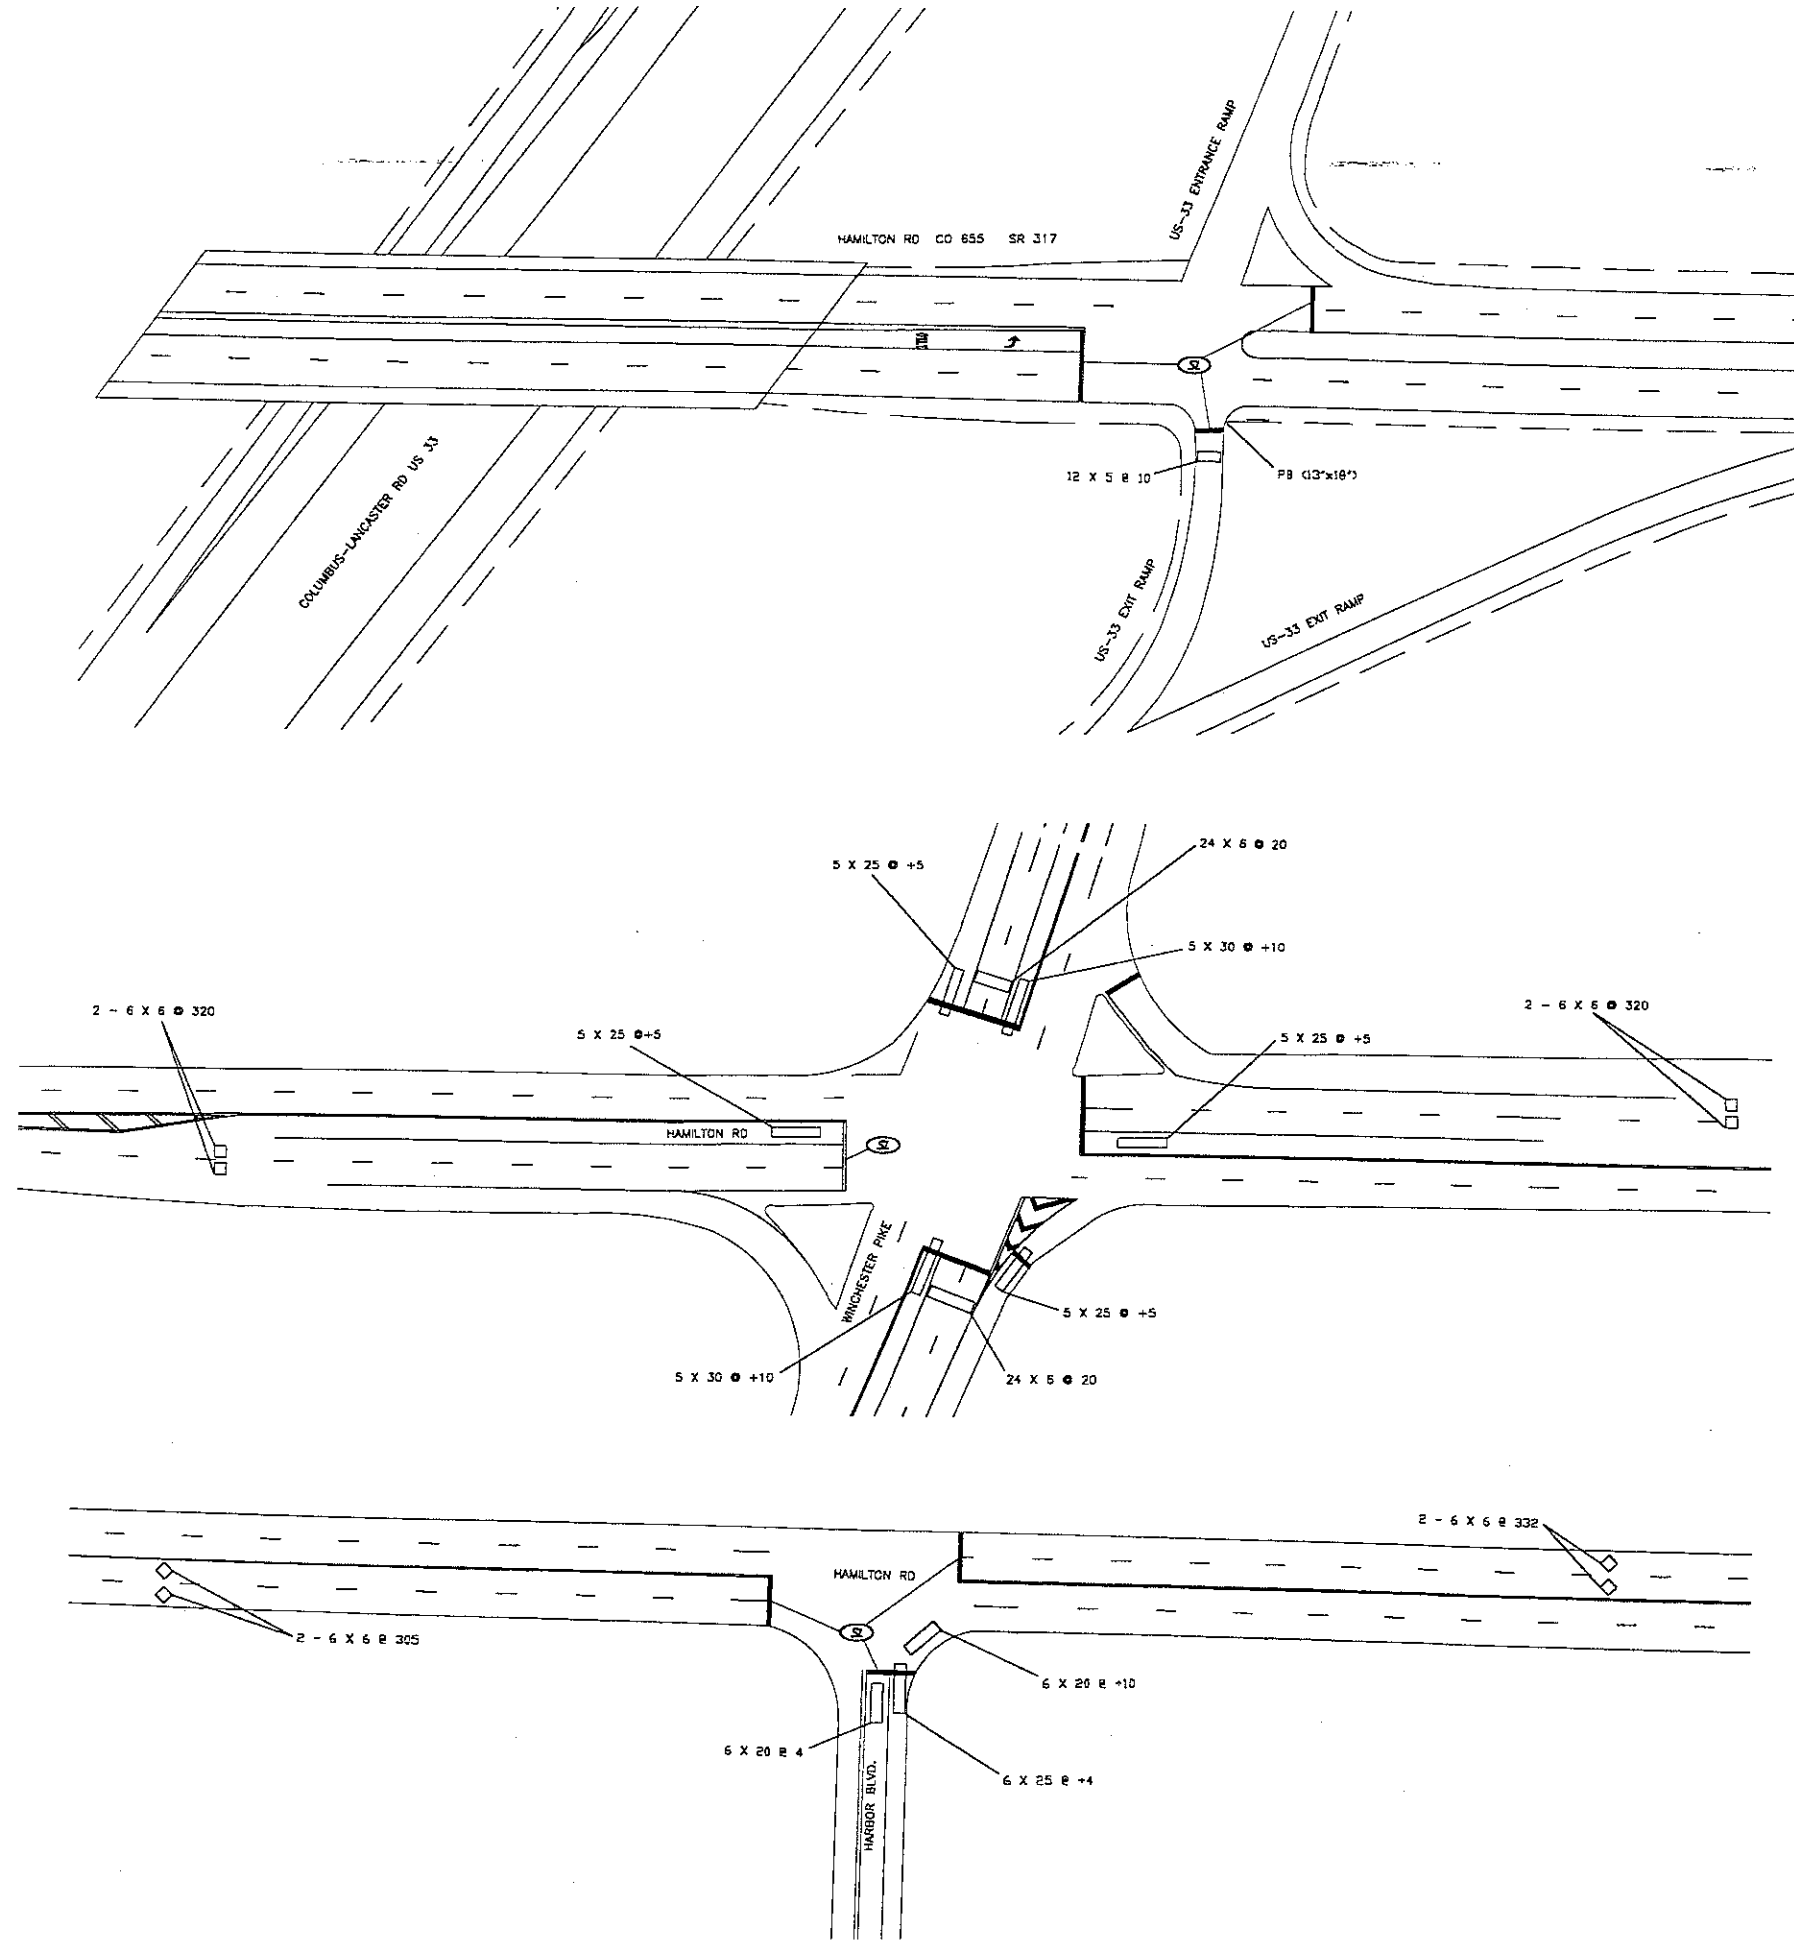 US-33 ENTRANCE RAMP
HAMILTON RD CO 655 SR 317
SL
12 X 5 @ 10
PB (13"x18")
COLUMBUS-LANCASTER RD US 33
US-33 EXIT RAMP
US-33 EXIT RAMP
24 X 6 @ 20
5 X 25 @ +5
5 X 30 @ +10
2 - 6 X 6 @ 320
2 - 6 X 6 @ 320
5 X 25 @+5
5 X 25 @ +5
HAMILTON RD
SL
WINCHESTER PIKE
5 X 25 @ +5
5 X 30 @ +10
24 X 6 @ 20
2 - 6 X 6 @ 332
HAMILTON RD
SL
2 - 6 X 6 @ 305
6 X 20 @ +10
6 X 20 @ 4
6 X 25 @ +4
HARBOR BLVD.